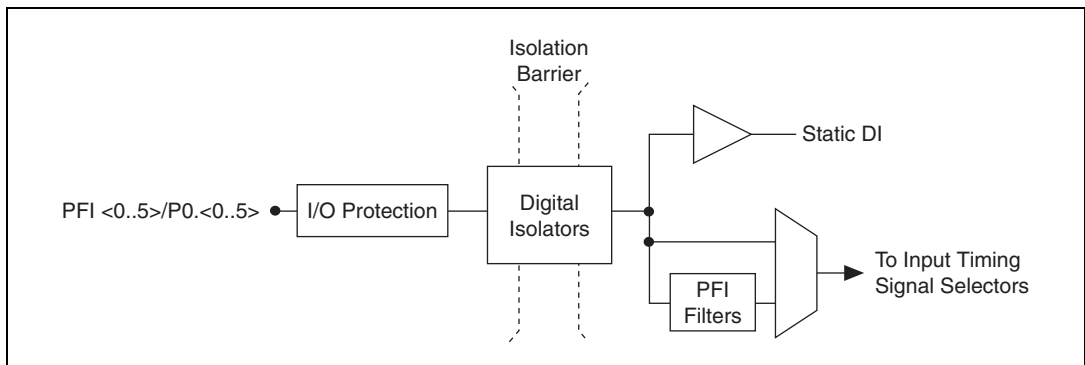 Isolation
Barrier
Static DI
PFI <0..5>/P0.<0..5>
I/O Protection
Digital
Isolators
To Input Timing
Signal Selectors
PFI
Filters